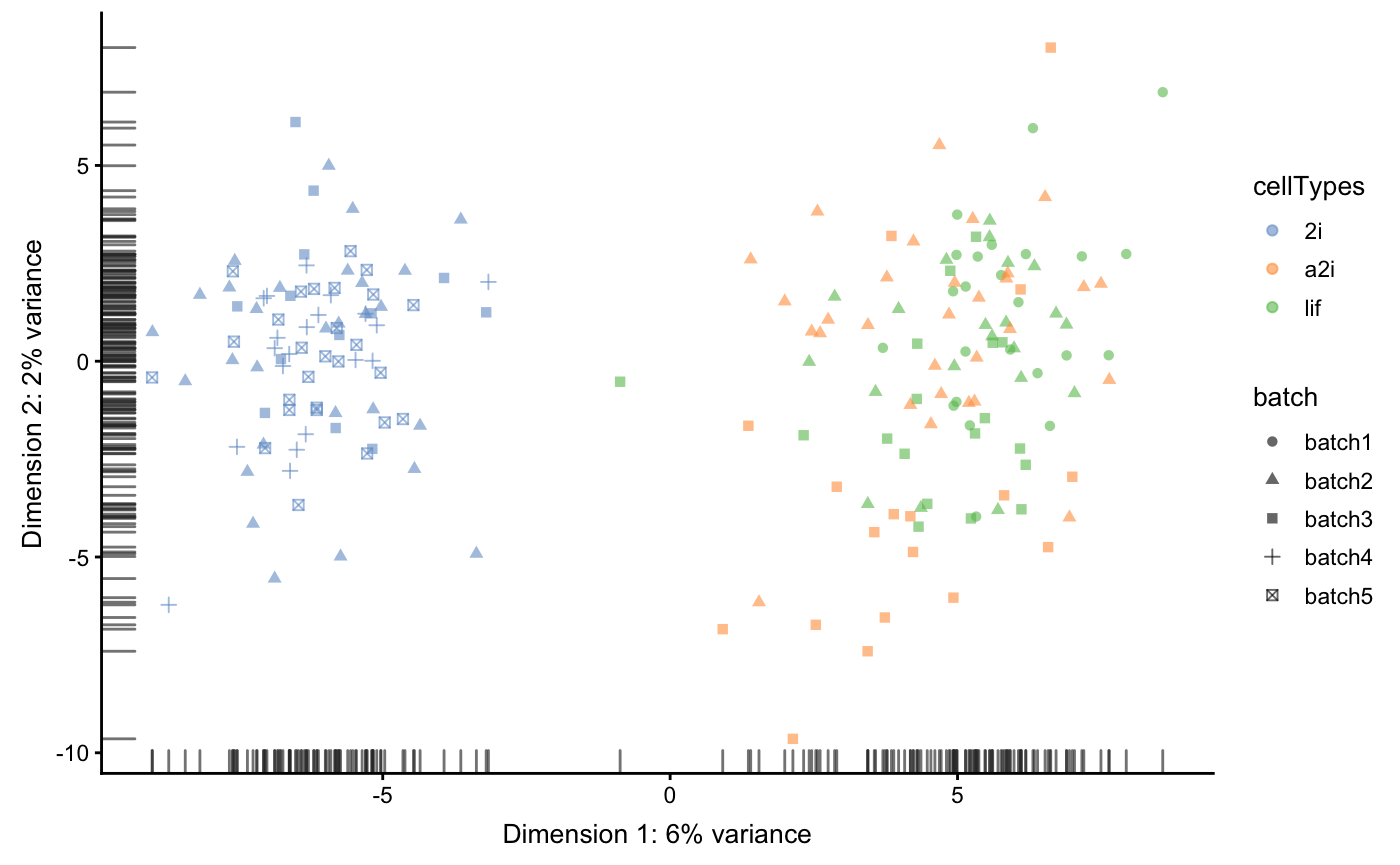 5
0
-5
-10
-5
0
5
Dimension 2: 2% variance
Dimension 1: 6% variance
cellTypes
2i
a2i
lif
batch
batch1
batch2
batch3
batch4
batch5